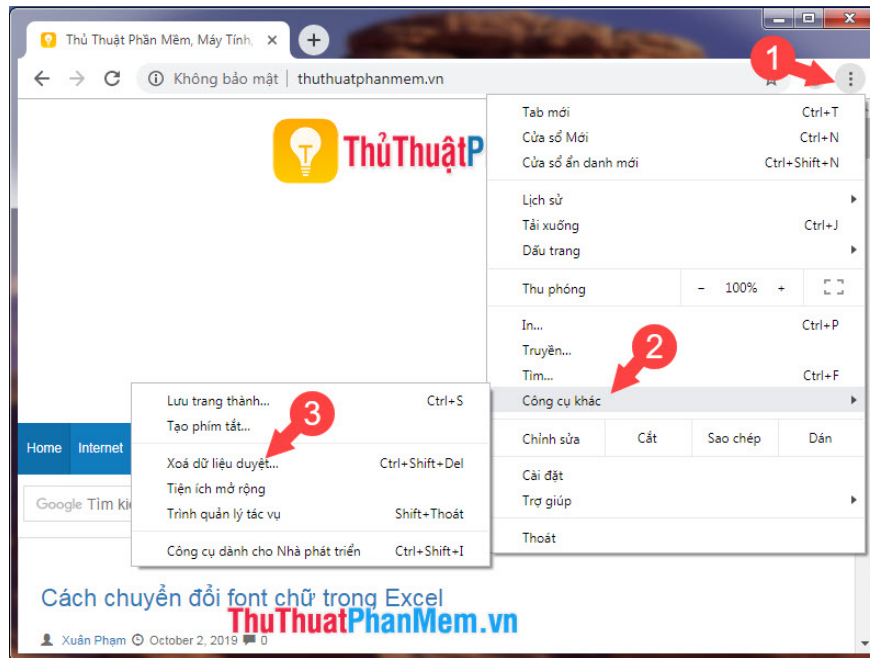 Thủ Thuật Phần Mềm, Máy Tính,
Không bảo mật | thuthuatphanmem.vn
1
ThủThuậtP
Tab mới Ctrl+T
Cửa sổ Mới Ctrl+N
Cửa sổ ẩn danh mới Ctrl+Shift+N
Lịch sử
Tải xuống Ctrl+J
Dấu trang
Thu phóng - 100% +
In... Ctrl+P
Truyền...
2
Tìm... Ctrl+F
Công cụ khác
Chỉnh sửa Cắt Sao chép Dán
Cài đặt
Trợ giúp
Thoát
Lưu trang thành... Ctrl+S
Tạo phím tắt...
3
Xoá dữ liệu duyệt... Ctrl+Shift+Del
Tiện ích mở rộng
Trình quản lý tác vụ Shift+Thoát
Công cụ dành cho Nhà phát triển Ctrl+Shift+I
Home Internet
Google Tìm ki
Cách chuyển đổi font chữ trong Excel
ThuThuatPhanMem.vn
Xuân Phạm October 2, 2019 0